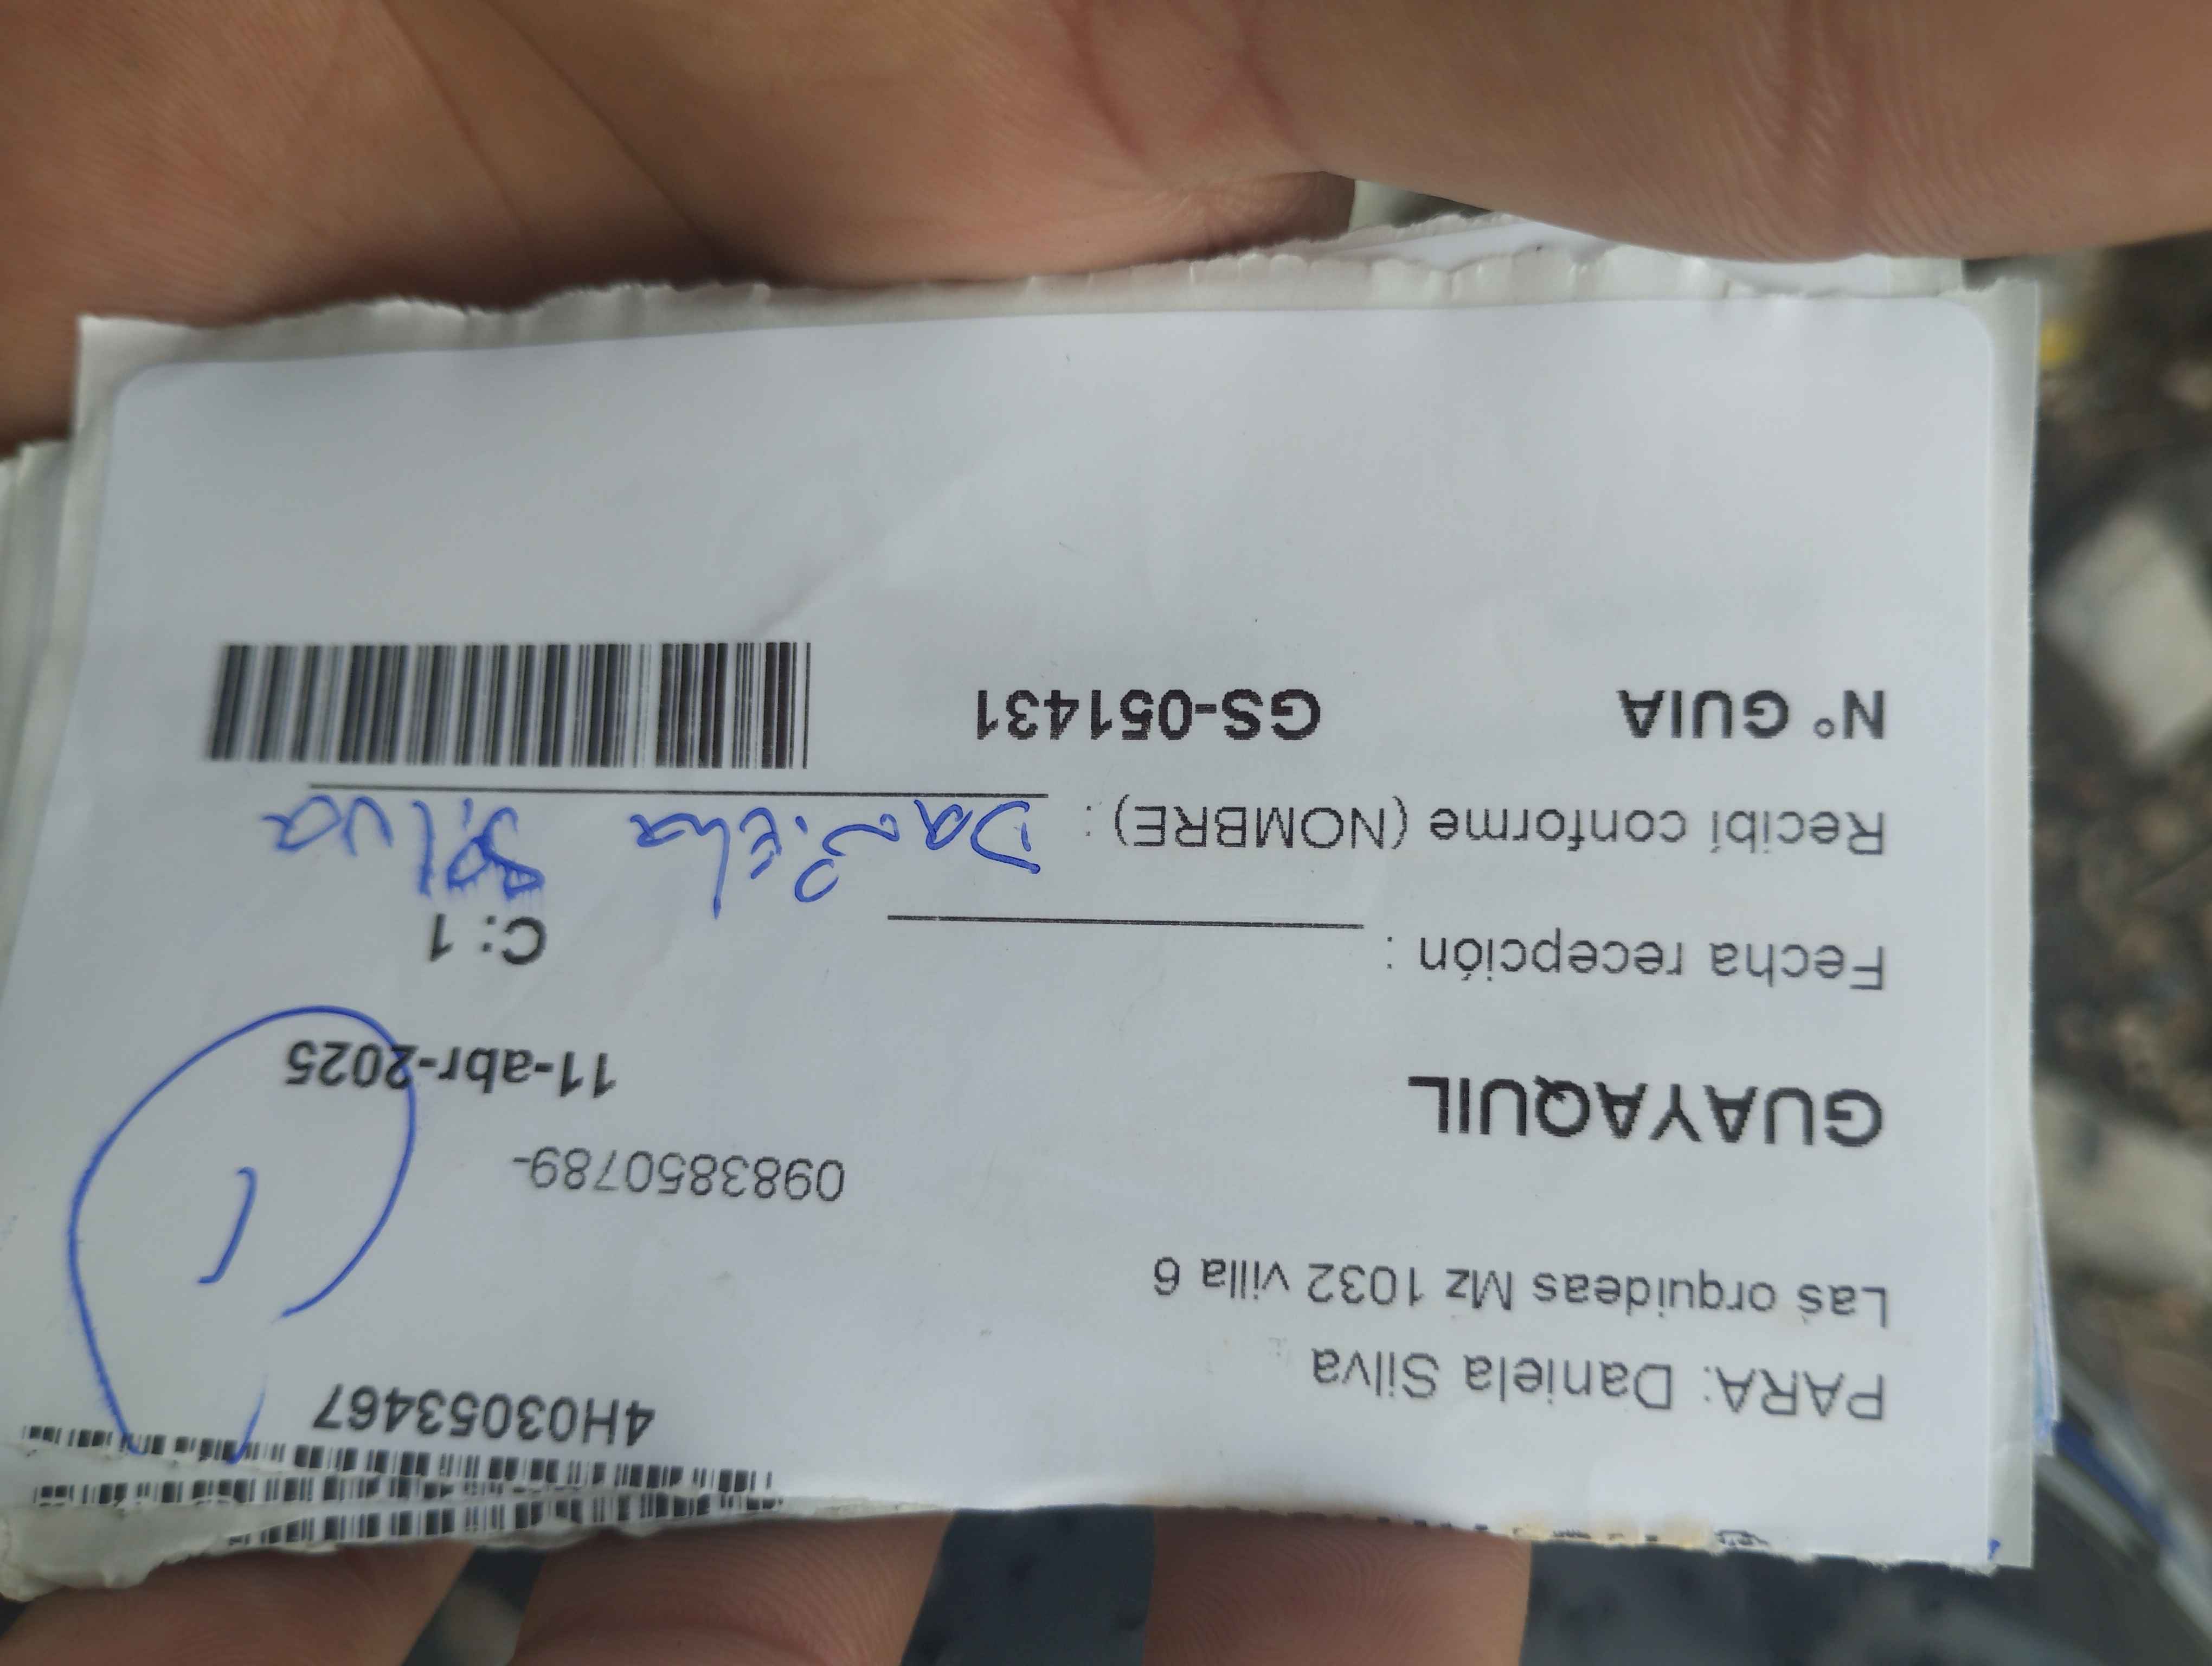 4H03053467
PARA: Daniela Silva
Las orquideas Mz 1032 villa 6
0983850789-
GUAYAQUIL 11-abr-2025
1
Fecha recepción : C: 1
Recibí conforme (NOMBRE) : Daniela Silva
N° GUIA GS-051431